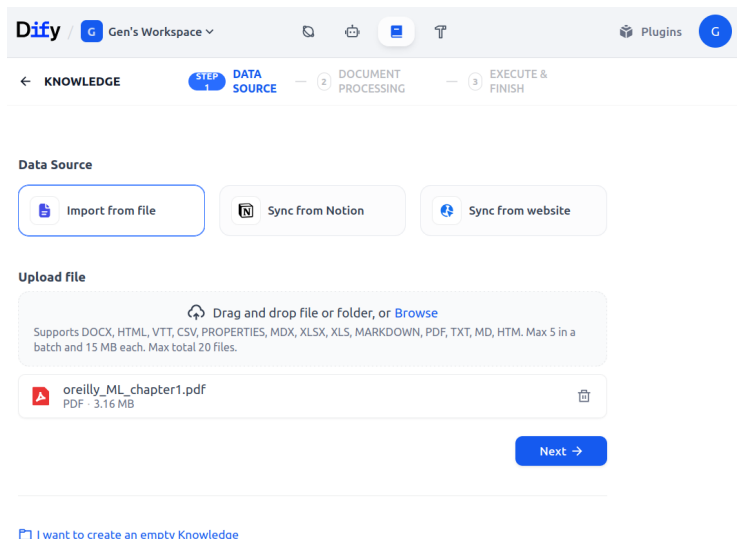 Dify / G Gen's Workspace
Plugins
G
KNOWLEDGE
STEP 1
DATA SOURCE
2
DOCUMENT PROCESSING
3
EXECUTE & FINISH
Data Source
Import from file
Sync from Notion
Sync from website
Upload file
Drag and drop file or folder, or Browse
Supports DOCX, HTML, VTT, CSV, PROPERTIES, MDX, XLSX, XLS, MARKDOWN, PDF, TXT, MD, HTM. Max 5 in a
batch and 15 MB each. Max total 20 files.
oreilly_ML_chapter1.pdf
PDF · 3.16 MB
Next →
I want to create an empty Knowledge